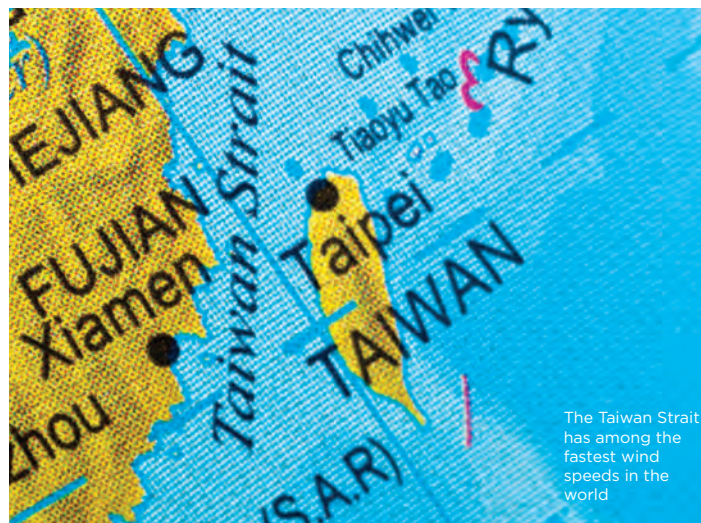 EJIANG
FUJIAN
Xiamen
zhou
Taiwan Strait
Chihwei
Tiaoyu Tao
Ry
Taipei
TAIWAN
(S.A.R)
The Taiwan Strait
has among the
fastest wind
speeds in the
world